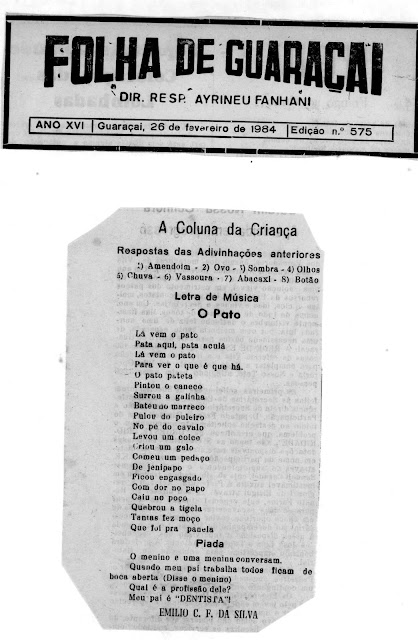 FOLHA DE GUARAÇAI
DIR. RESP. AYRINEU FANHANI
ANO XVI | Guaraçaí, 26 de fevereiro de 1984 | Edição n.º 575
A Coluna da Criança
Respostas das Adivinhações anteriores
1) Amendoim - 2) Ovo - 3) Sombra - 4) Olhos
5) Chuva - 6) Vassoura - 7) Abacaxi - 8) Botão
Letra de Música
O Pato
Lá vem o pato
Pata aqui, pata aculá
Lá vem o pato
Para ver o que é que há.
O pato pateta
Pintou o caneco
Surrou a galinha
Bateu no marreco
Pulor do puleiro
No pé do cavalo
Levou um coice
Criou um galo
Comeu um pedaço
De jenipapo
Ficou engasgado
Com dor no papo
Caiu no poço
Quebrou a tigela
Tantas fez moço
Que foi pra panela
Piada
O menino e uma menina conversam.
Quando meu pai trabalha todos ficam de
boca aberta (Disse o menino)
Qual é a profissão dele?
Meu pai é "DENTISTA"!
EMILIO C. F. DA SILVA